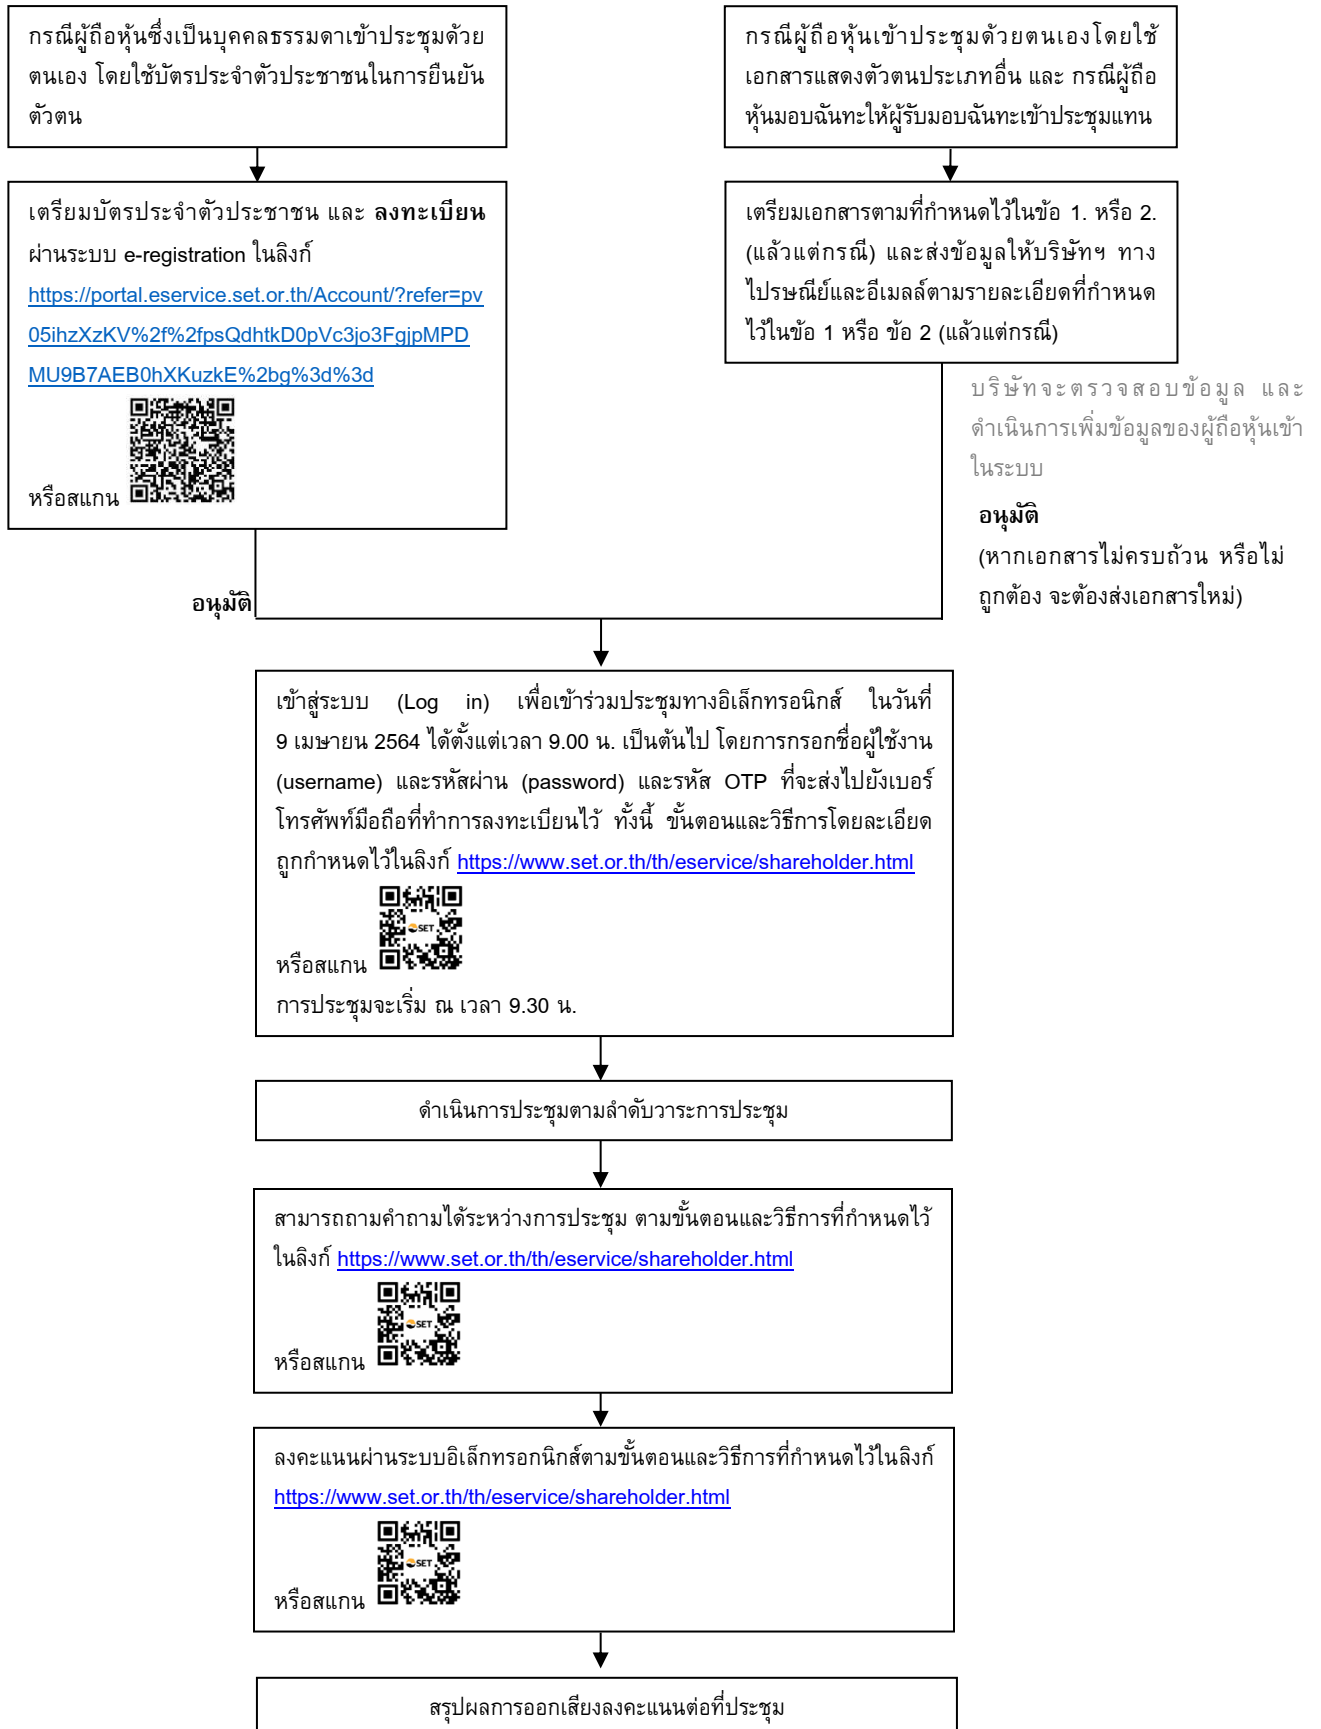 กรณีผู้ถือหุ้นซึ่งเป็นบุคคลธรรมดาเข้าประชุมด้วย
ตนเอง โดยใช้บัตรประจำตัวประชาชนในการยืนยัน
ตัวตน
กรณีผู้ถือหุ้นเข้าประชุมด้วยตนเองโดยใช้
เอกสารแสดงตัวตนประเภทอื่น และ กรณีผู้ถือ
หุ้นมอบฉันทะให้ผู้รับมอบฉันทะเข้าประชุมแทน
เตรียมบัตรประจำตัวประชาชน และ ลงทะเบียน
ผ่านระบบ e-registration ในลิงก์
https://portal.eservice.set.or.th/Account/?refer=pv
05ihzXzKV%2f%2fpsQdhtkD0pVc3jo3FgjpMPD
MU9B7AEB0hXKuzkE%2bg%3d%3d
หรือสแกน
เตรียมเอกสารตามที่กำหนดไว้ในข้อ 1. หรือ 2.
(แล้วแต่กรณี) และส่งข้อมูลให้บริษัทฯ ทาง
ไปรษณีย์และอีเมลล์ตามรายละเอียดที่กำหนด
ไว้ในข้อ 1 หรือ ข้อ 2 (แล้วแต่กรณี)
บริษัทจะตรวจสอบข้อมูล และ
ดำเนินการเพิ่มข้อมูลของผู้ถือหุ้นเข้า
ในระบบ
อนุมัติ
(หากเอกสารไม่ครบถ้วน หรือไม่
ถูกต้อง จะต้องส่งเอกสารใหม่)
อนุมัติ
เข้าสู่ระบบ (Log in) เพื่อเข้าร่วมประชุมทางอิเล็กทรอนิกส์ ในวันที่
9 เมษายน 2564 ได้ตั้งแต่เวลา 9.00 น. เป็นต้นไป โดยการกรอกชื่อผู้ใช้งาน
(username) และรหัสผ่าน (password) และรหัส OTP ที่จะส่งไปยังเบอร์
โทรศัพท์มือถือที่ทำการลงทะเบียนไว้ ทั้งนี้ ขั้นตอนและวิธีการโดยละเอียด
ถูกกำหนดไว้ในลิงก์ https://www.set.or.th/th/eservice/shareholder.html
SET
หรือสแกน
การประชุมจะเริ่ม ณ เวลา 9.30 น.
ดำเนินการประชุมตามลำดับวาระการประชุม
สามารถถามคำถามได้ระหว่างการประชุม ตามขั้นตอนและวิธีการที่กำหนดไว้
ในลิงก์ https://www.set.or.th/th/eservice/shareholder.html
SET
หรือสแกน
ลงคะแนนผ่านระบบอิเล็กทรอกนิกส์ตามขั้นตอนและวิธีการที่กำหนดไว้ในลิงก์
https://www.set.or.th/th/eservice/shareholder.html
SET
หรือสแกน
สรุปผลการออกเสียงลงคะแนนต่อที่ประชุม